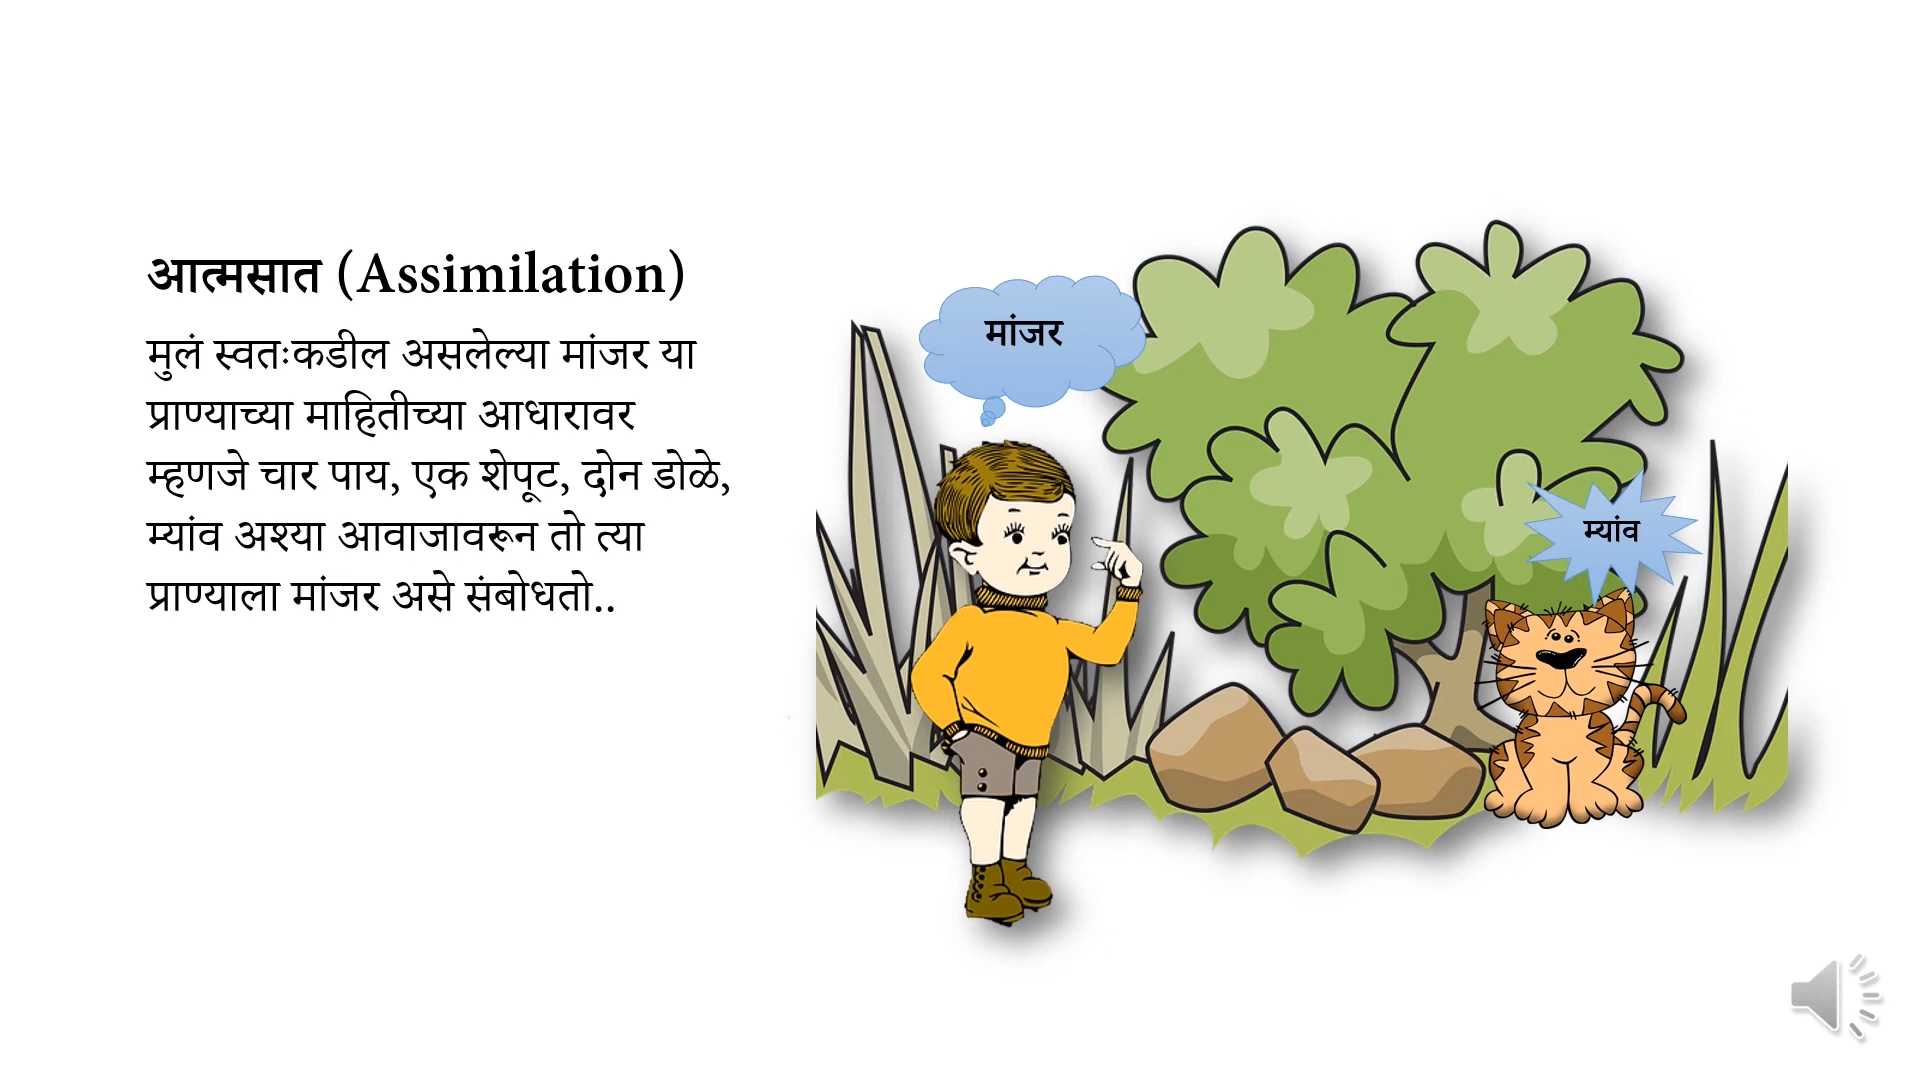 आत्मसात (Assimilation)
मुलं स्वतःकडील असलेल्या मांजर या
प्राण्याच्या माहितीच्या आधारावर
म्हणजे चार पाय, एक शेपूट, दोन डोळे,
म्यांव अश्या आवाजावरून तो त्या
प्राण्याला मांजर असे संबोधतो..
मांजर
म्यांव